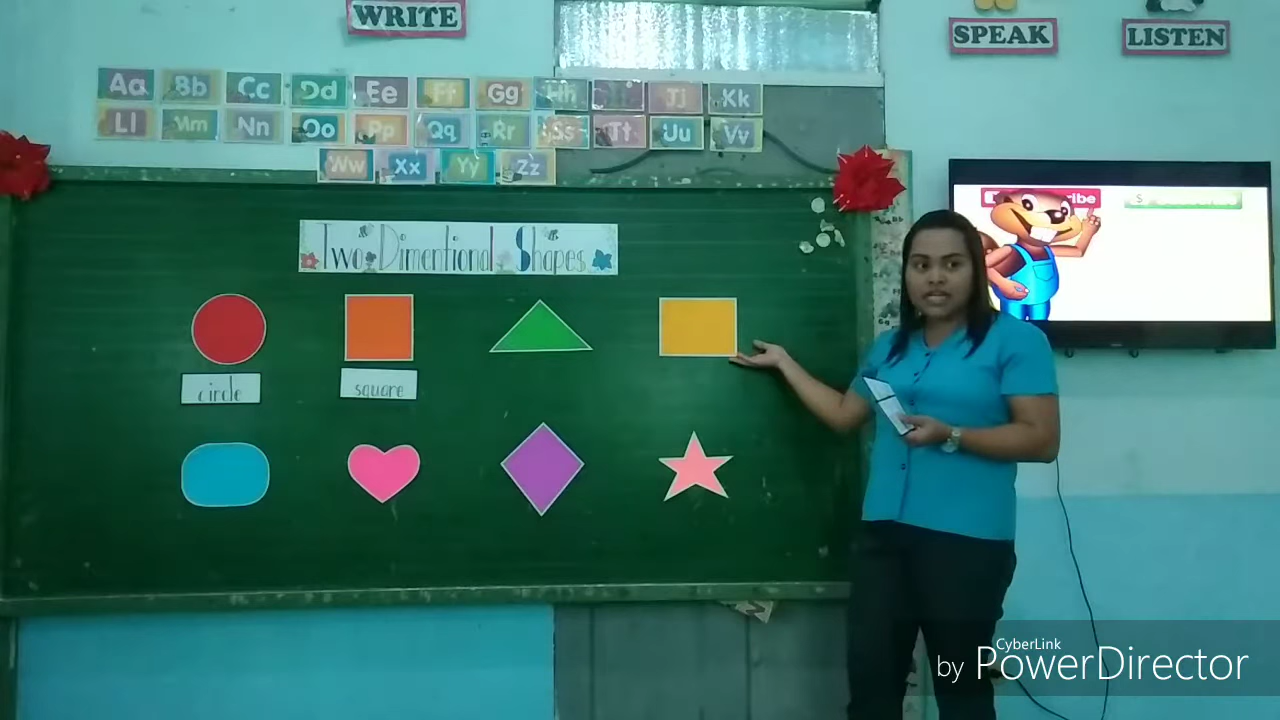 WRITE
SPEAK
LISTEN
Aa Bb Cc Dd Ee Ff Gg Hh Jj Kk
Ll Mm Nn Oo Pp Qq Rr Ss Tt Uu Vv
Ww Xx Yy Zz
Two Dimentional Shapes
circle
square
CyberLink
by PowerDirector